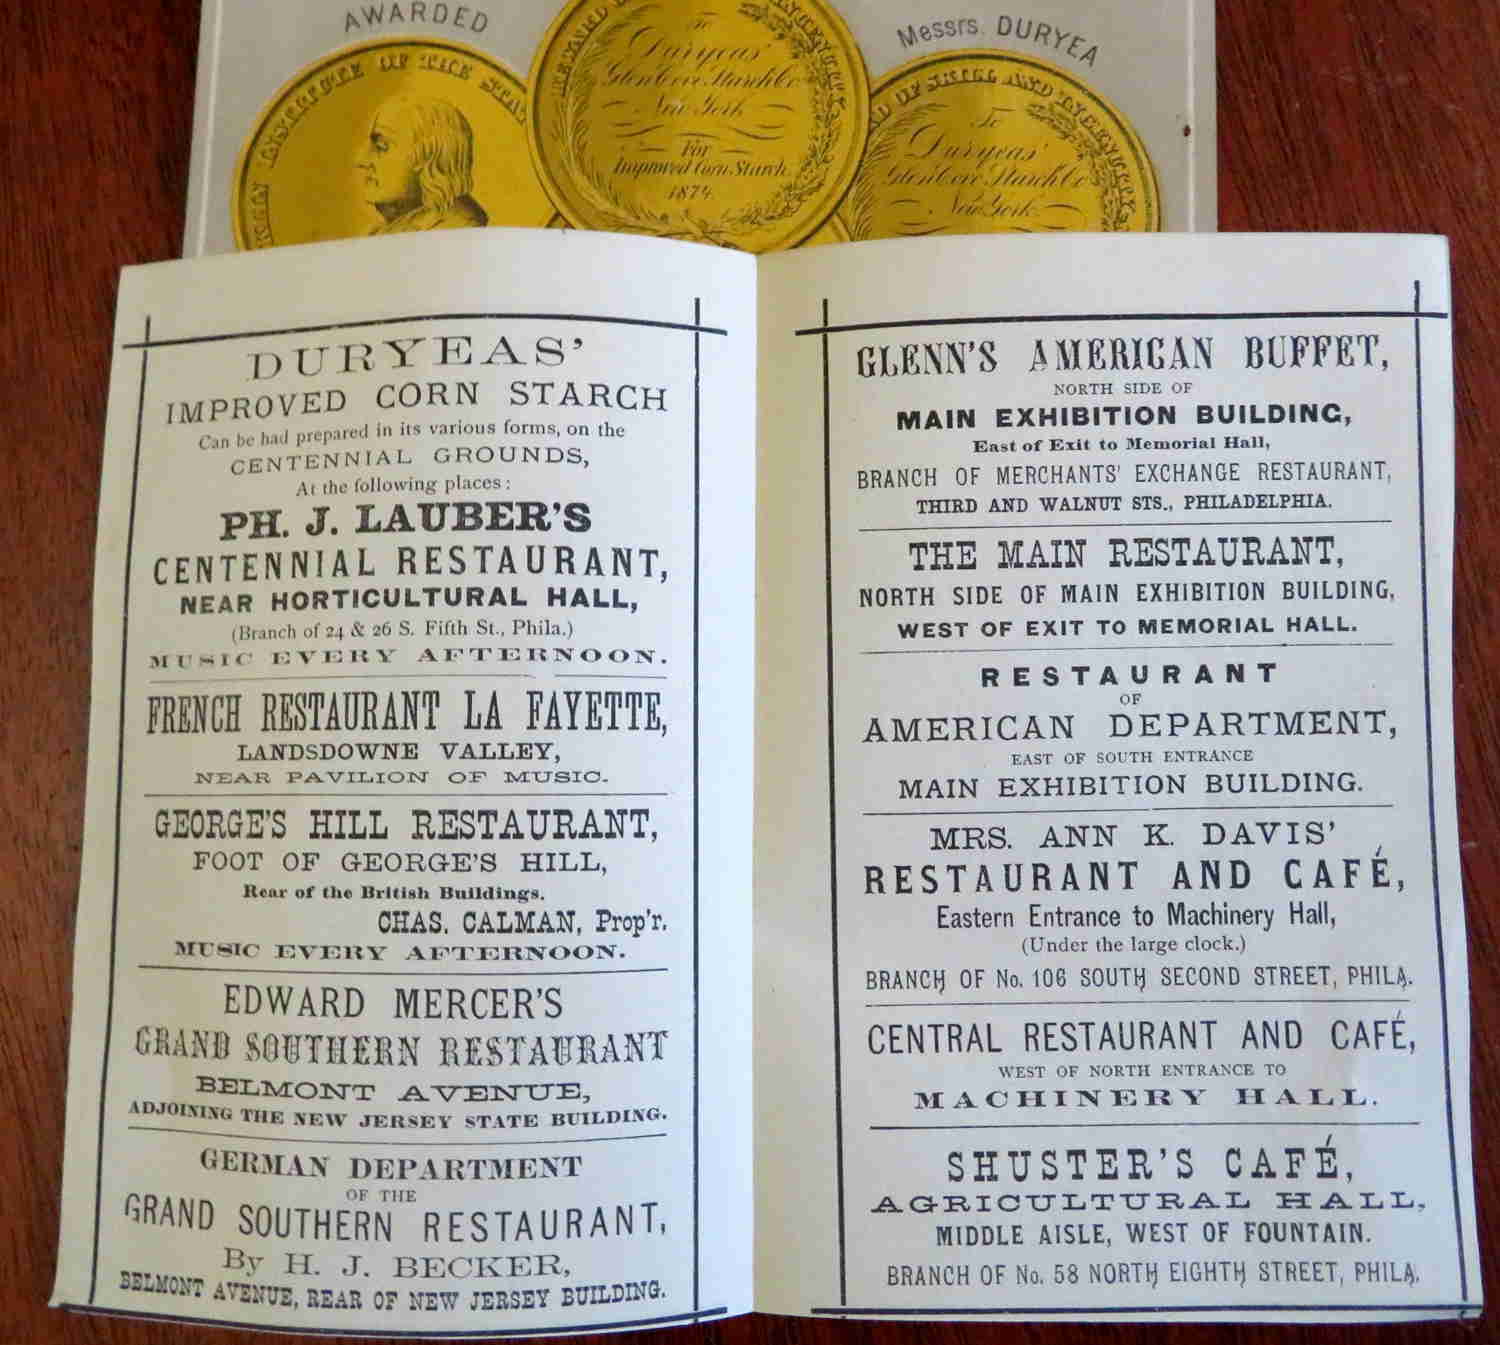 AWARDED
Messrs. DURYEA
INSTITUTE OF THE STA
To
Duryeas'
Glen Cove Starch Co
New York
For
Improved Corn Starch
1874.
D OF SKILL AND INGENUITY
To
Duryeas'
Glen Cove Starch Co
New York
DURYEAS'
IMPROVED CORN STARCH
Can be had prepared in its various forms, on the
CENTENNIAL GROUNDS,
At the following places:
PH. J. LAUBER'S
CENTENNIAL RESTAURANT,
NEAR HORTICULTURAL HALL,
(Branch of 24 & 26 S. Fifth St., Phila.)
MUSIC EVERY AFTERNOON.
FRENCH RESTAURANT LA FAYETTE,
LANDSDOWNE VALLEY,
NEAR PAVILION OF MUSIC.
GEORGE'S HILL RESTAURANT,
FOOT OF GEORGE'S HILL,
Rear of the British Buildings.
CHAS. CALMAN, Prop'r.
MUSIC EVERY AFTERNOON.
EDWARD MERCER'S
GRAND SOUTHERN RESTAURANT
BELMONT AVENUE,
ADJOINING THE NEW JERSEY STATE BUILDING.
GERMAN DEPARTMENT
OF THE
GRAND SOUTHERN RESTAURANT,
By H. J. BECKER,
BELMONT AVENUE, REAR OF NEW JERSEY BUILDING.
GLENN'S AMERICAN BUFFET,
NORTH SIDE OF
MAIN EXHIBITION BUILDING,
East of Exit to Memorial Hall,
BRANCH OF MERCHANTS' EXCHANGE RESTAURANT,
THIRD AND WALNUT STS., PHILADELPHIA.
THE MAIN RESTAURANT,
NORTH SIDE OF MAIN EXHIBITION BUILDING,
WEST OF EXIT TO MEMORIAL HALL.
RESTAURANT
OF
AMERICAN DEPARTMENT,
EAST OF SOUTH ENTRANCE
MAIN EXHIBITION BUILDING.
MRS. ANN K. DAVIS'
RESTAURANT AND CAFÉ,
Eastern Entrance to Machinery Hall,
(Under the large clock.)
BRANCH OF No. 106 SOUTH SECOND STREET, PHILA.
CENTRAL RESTAURANT AND CAFÉ,
WEST OF NORTH ENTRANCE TO
MACHINERY HALL.
SHUSTER'S CAFÉ,
AGRICULTURAL HALL,
MIDDLE AISLE, WEST OF FOUNTAIN.
BRANCH OF No. 58 NORTH EIGHTH STREET, PHILA.